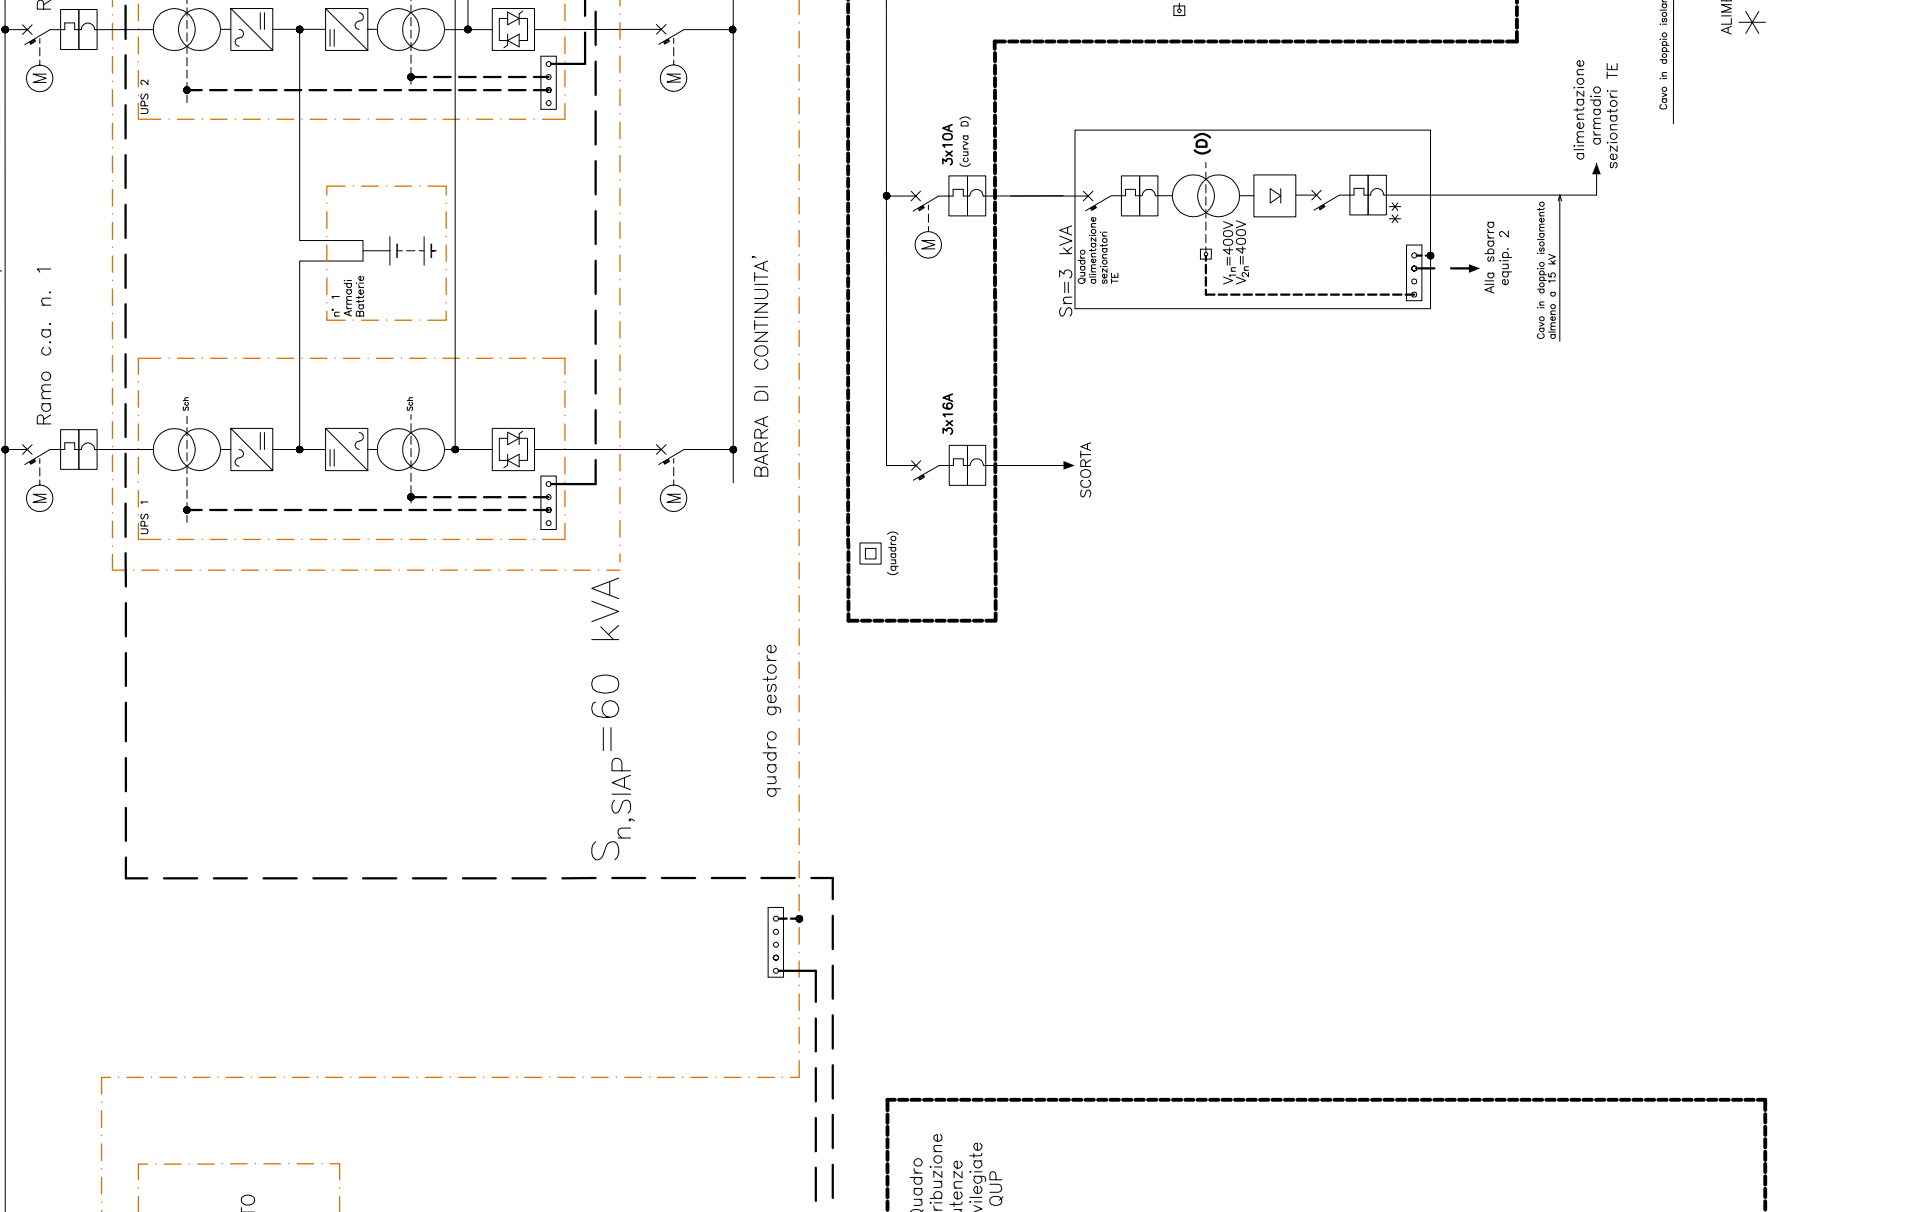 Ramo c.a. n. 1
M
M
M
M
UPS 2
UPS 1
n° 1
Armadi
Batterie
Sch
Sch
BARRA DI CONTINUITA'
Sn,SIAP=60 kVA
quadro gestore
3x10A
(curva D)
M
3x16A
SCORTA
(quadro)
Sn=3 kVA
Quadro
alimentazione
sezionatori
TE
(D)
V1n=400V
V2n=400V
**
Alla sbarra
equip. 2
Cavo in doppio isolamento
almeno a 15 kV
alimentazione
armadio
sezionatori TE
Cavo in doppio isolam
ALIME
*
Quadro
ribuzione
utenze
vilegiate
QUP
TO